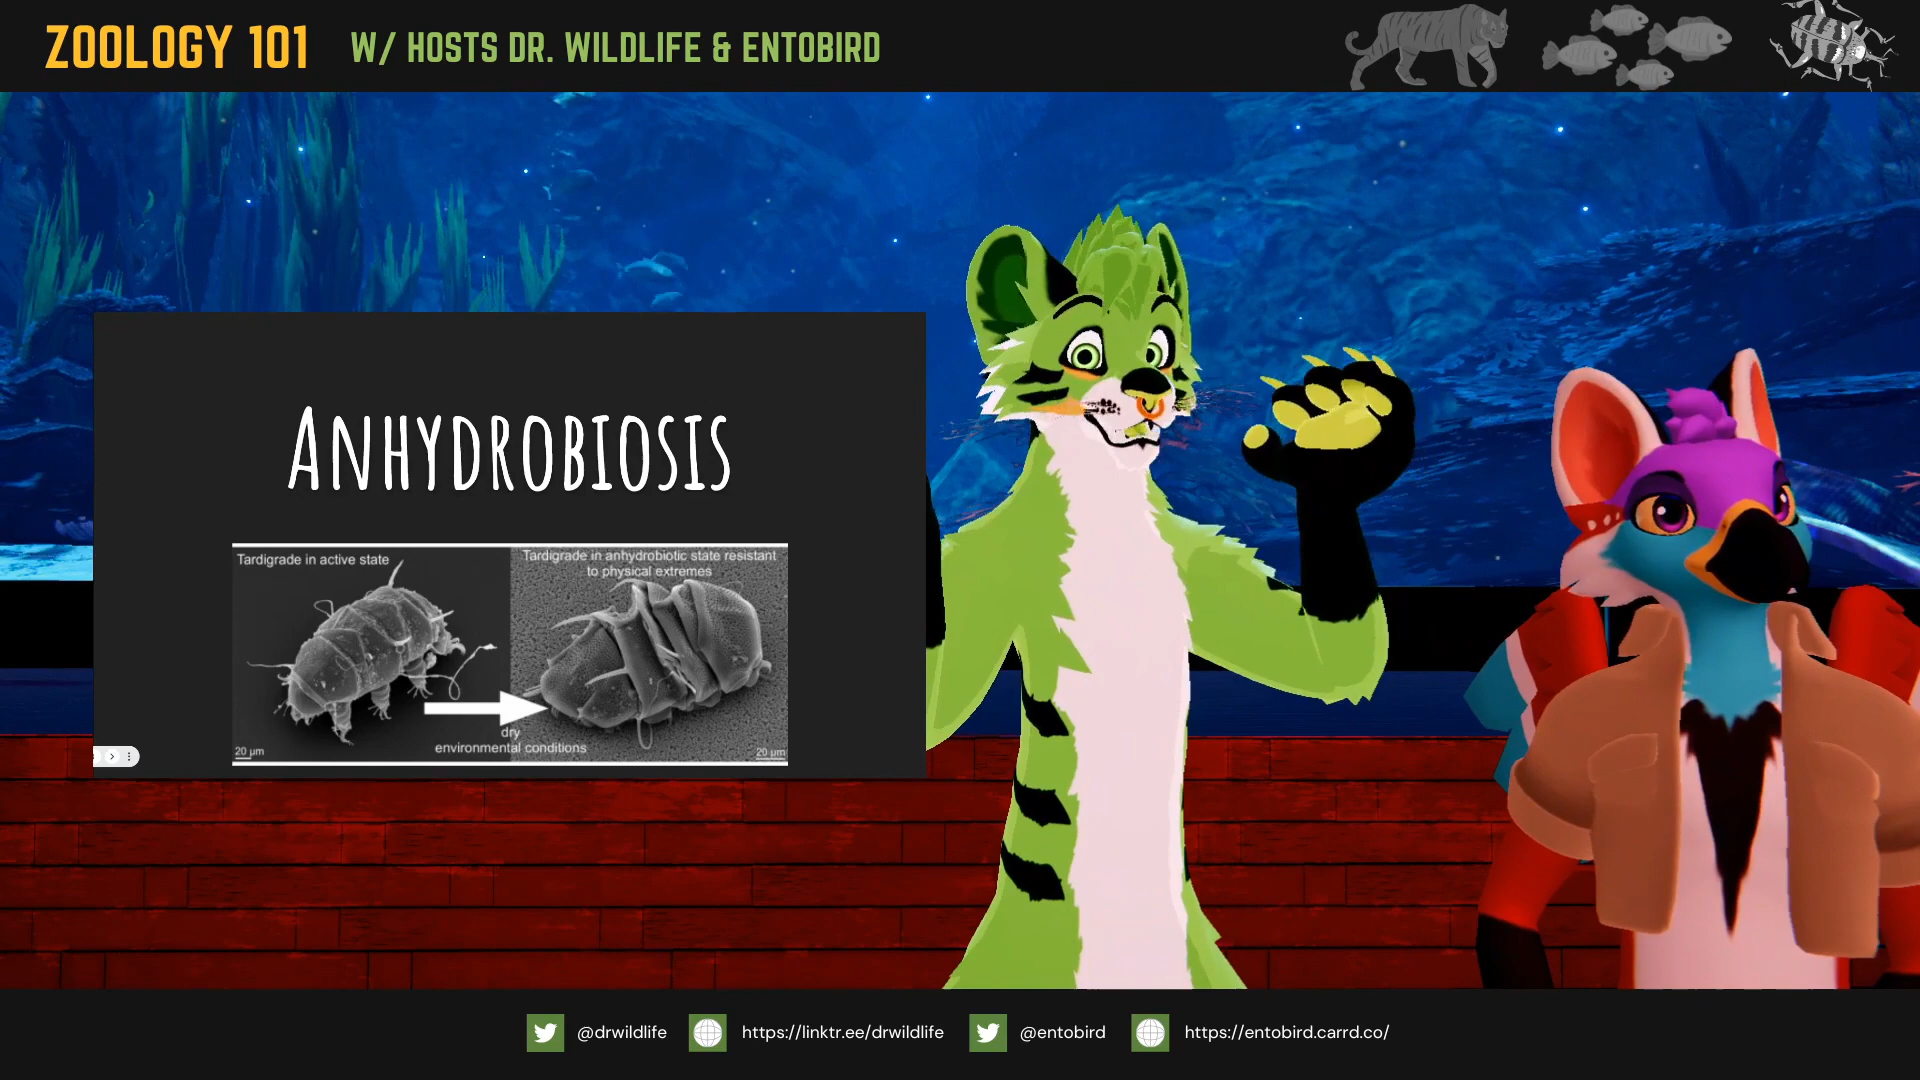 ZOOLOGY 101
W/ HOSTS DR. WILDLIFE & ENTOBIRD
ANHYDROBIOSIS
Tardigrade in active state
Tardigrade in anhydrobiotic state resistant
to physical extremes
dry
environmental conditions
20 µm
20 µm
@drwildlife
https://linktr.ee/drwildlife
@entobird
https://entobird.carrd.co/